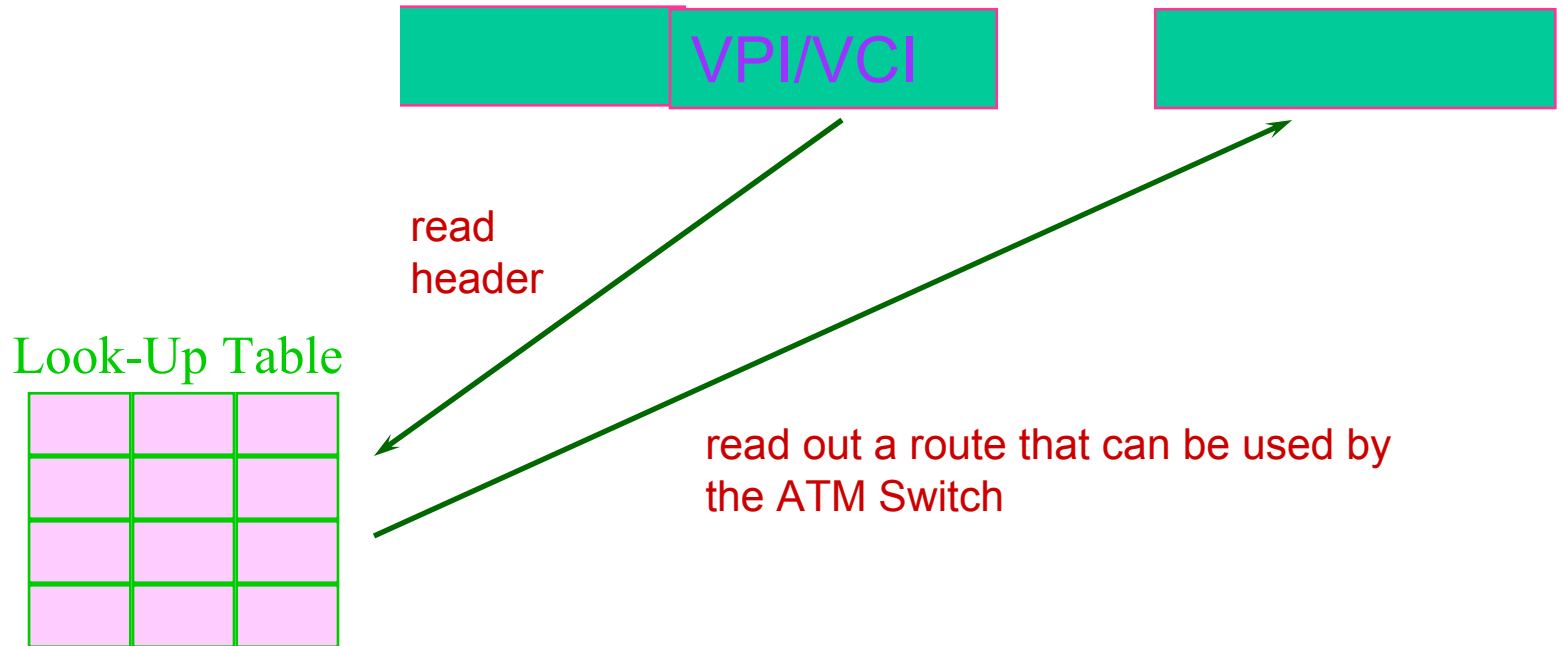 VPI/VCI
read
header
Look-Up Table
read out a route that can be used by
the ATM Switch